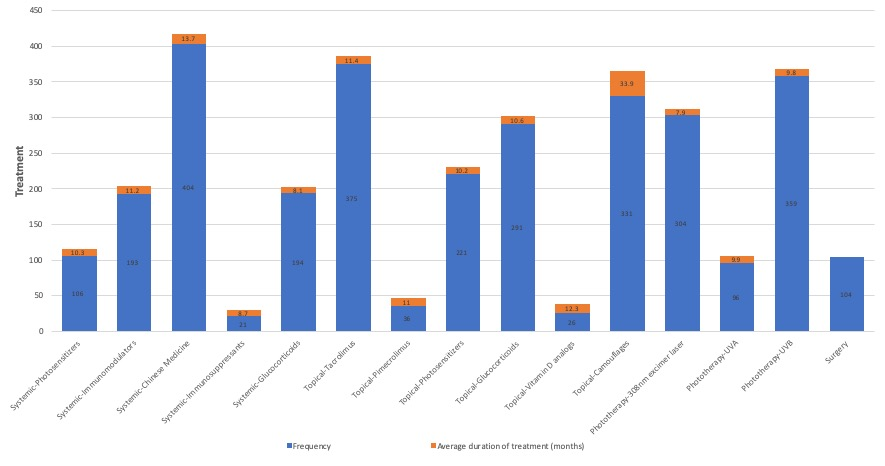 450
400
350
300
250
200
150
100
50
0
Treatment
10.3
11.2
13.7
8.7
8.1
11.4
11
10.2
10.6
12.3
33.9
7.9
9.9
9.8
106
193
404
21
194
375
36
221
26
331
304
96
104
Systemic-Photosensitizers
Systemic-Immunomodulators
Systemic-Chinese Medicine
Systemic-Immunosuppressants
Systemic-Glucocorticoids
Topical-Tacrolimus
Topical-Pimecrolimus
Topical-Photosensitizers
Topical-Glucocorticoids
Topical-Vitamin D analogs
Topical-Camouflages
Phototherapy-308nm excimer laser
Phototherapy-UVA
Phototherapy-UVB
Surgery
Frequency
Average duration of treatment (months)